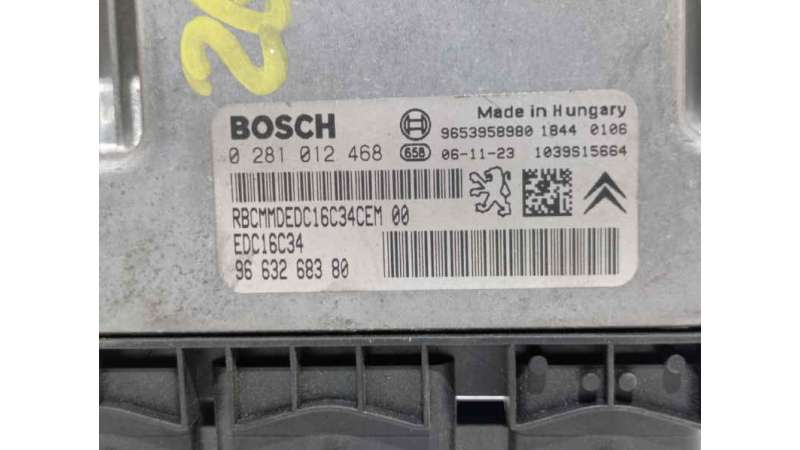 20
BOSCH
Made in Hungary
9653958980 1844 0106
0 281 012 468 658 06-11-23 1039S15664
RBCMMDEDC16C34CEM 00
EDC16C34
96 632 683 80